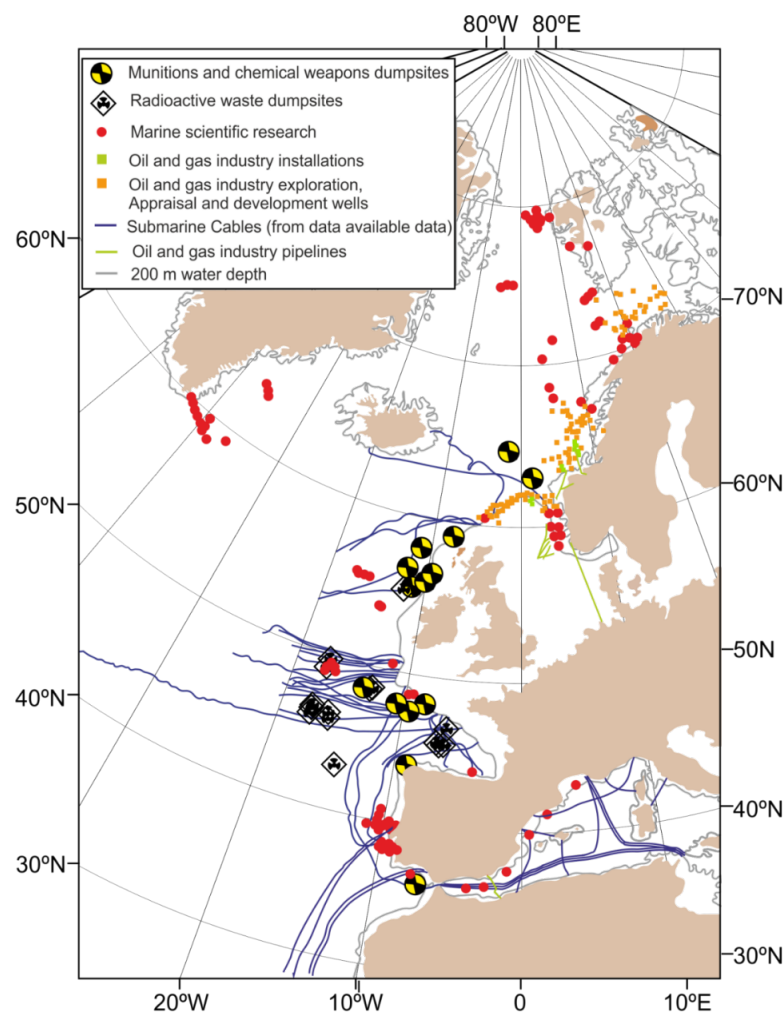 80ºW 80ºE
Munitions and chemical weapons dumpsites
Radioactive waste dumpsites
Marine scientific research
Oil and gas industry installations
Oil and gas industry exploration,
Appraisal and development wells
Submarine Cables (from data available data)
Oil and gas industry pipelines
200 m water depth
60ºN
70ºN
50ºN
60ºN
50ºN
40ºN
40ºN
30ºN
30ºN
20ºW 10ºW 0 10ºE